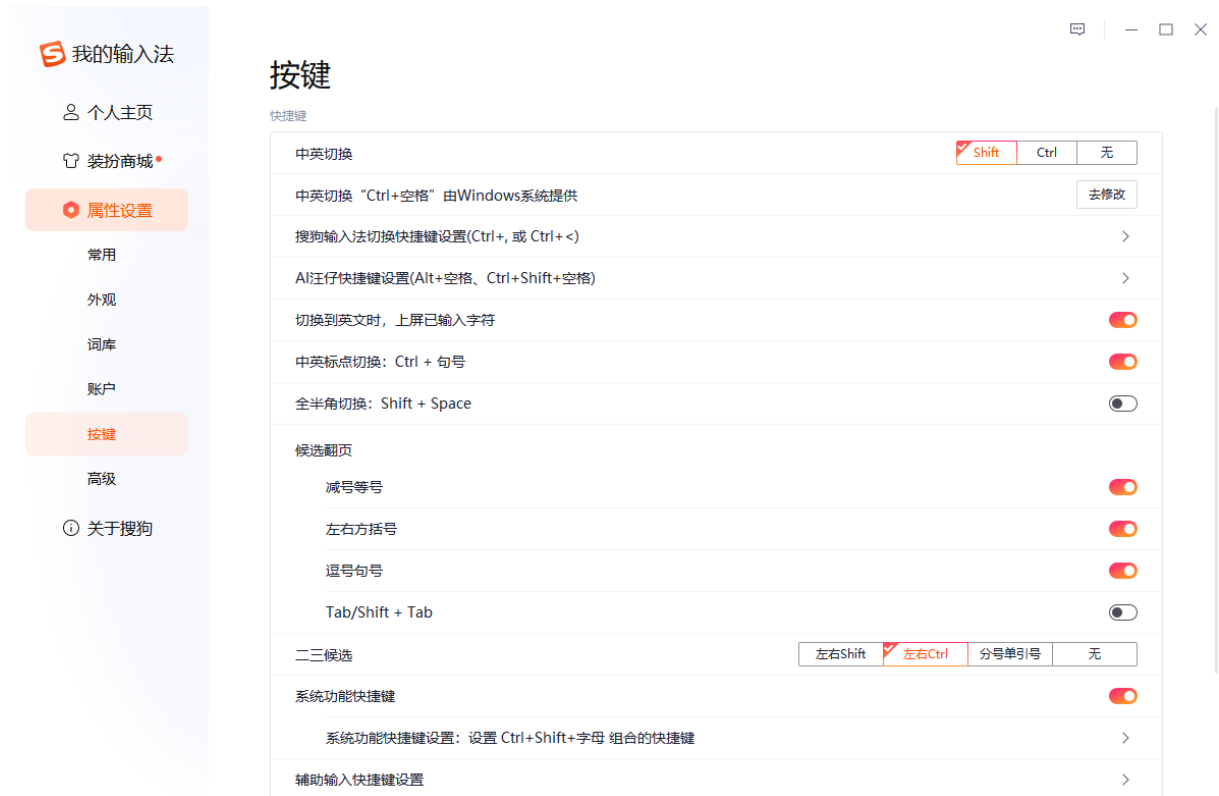 我的输入法
个人主页
装扮商城
属性设置
常用
外观
词库
账户
按键
高级
关于搜狗
按键
快捷键
中英切换 Shift Ctrl 无
中英切换“Ctrl+空格”由Windows系统提供 去修改
搜狗输入法切换快捷键设置(Ctrl+, 或 Ctrl+<)
AI汪仔快捷键设置(Alt+空格、Ctrl+Shift+空格)
切换到英文时，上屏已输入字符
中英标点切换：Ctrl + 句号
全半角切换：Shift + Space
候选翻页
减号等号
左右方括号
逗号句号
Tab/Shift + Tab
二三候选 左右Shift 左右Ctrl 分号单引号 无
系统功能快捷键
系统功能快捷键设置：设置 Ctrl+Shift+字母 组合的快捷键
辅助输入快捷键设置